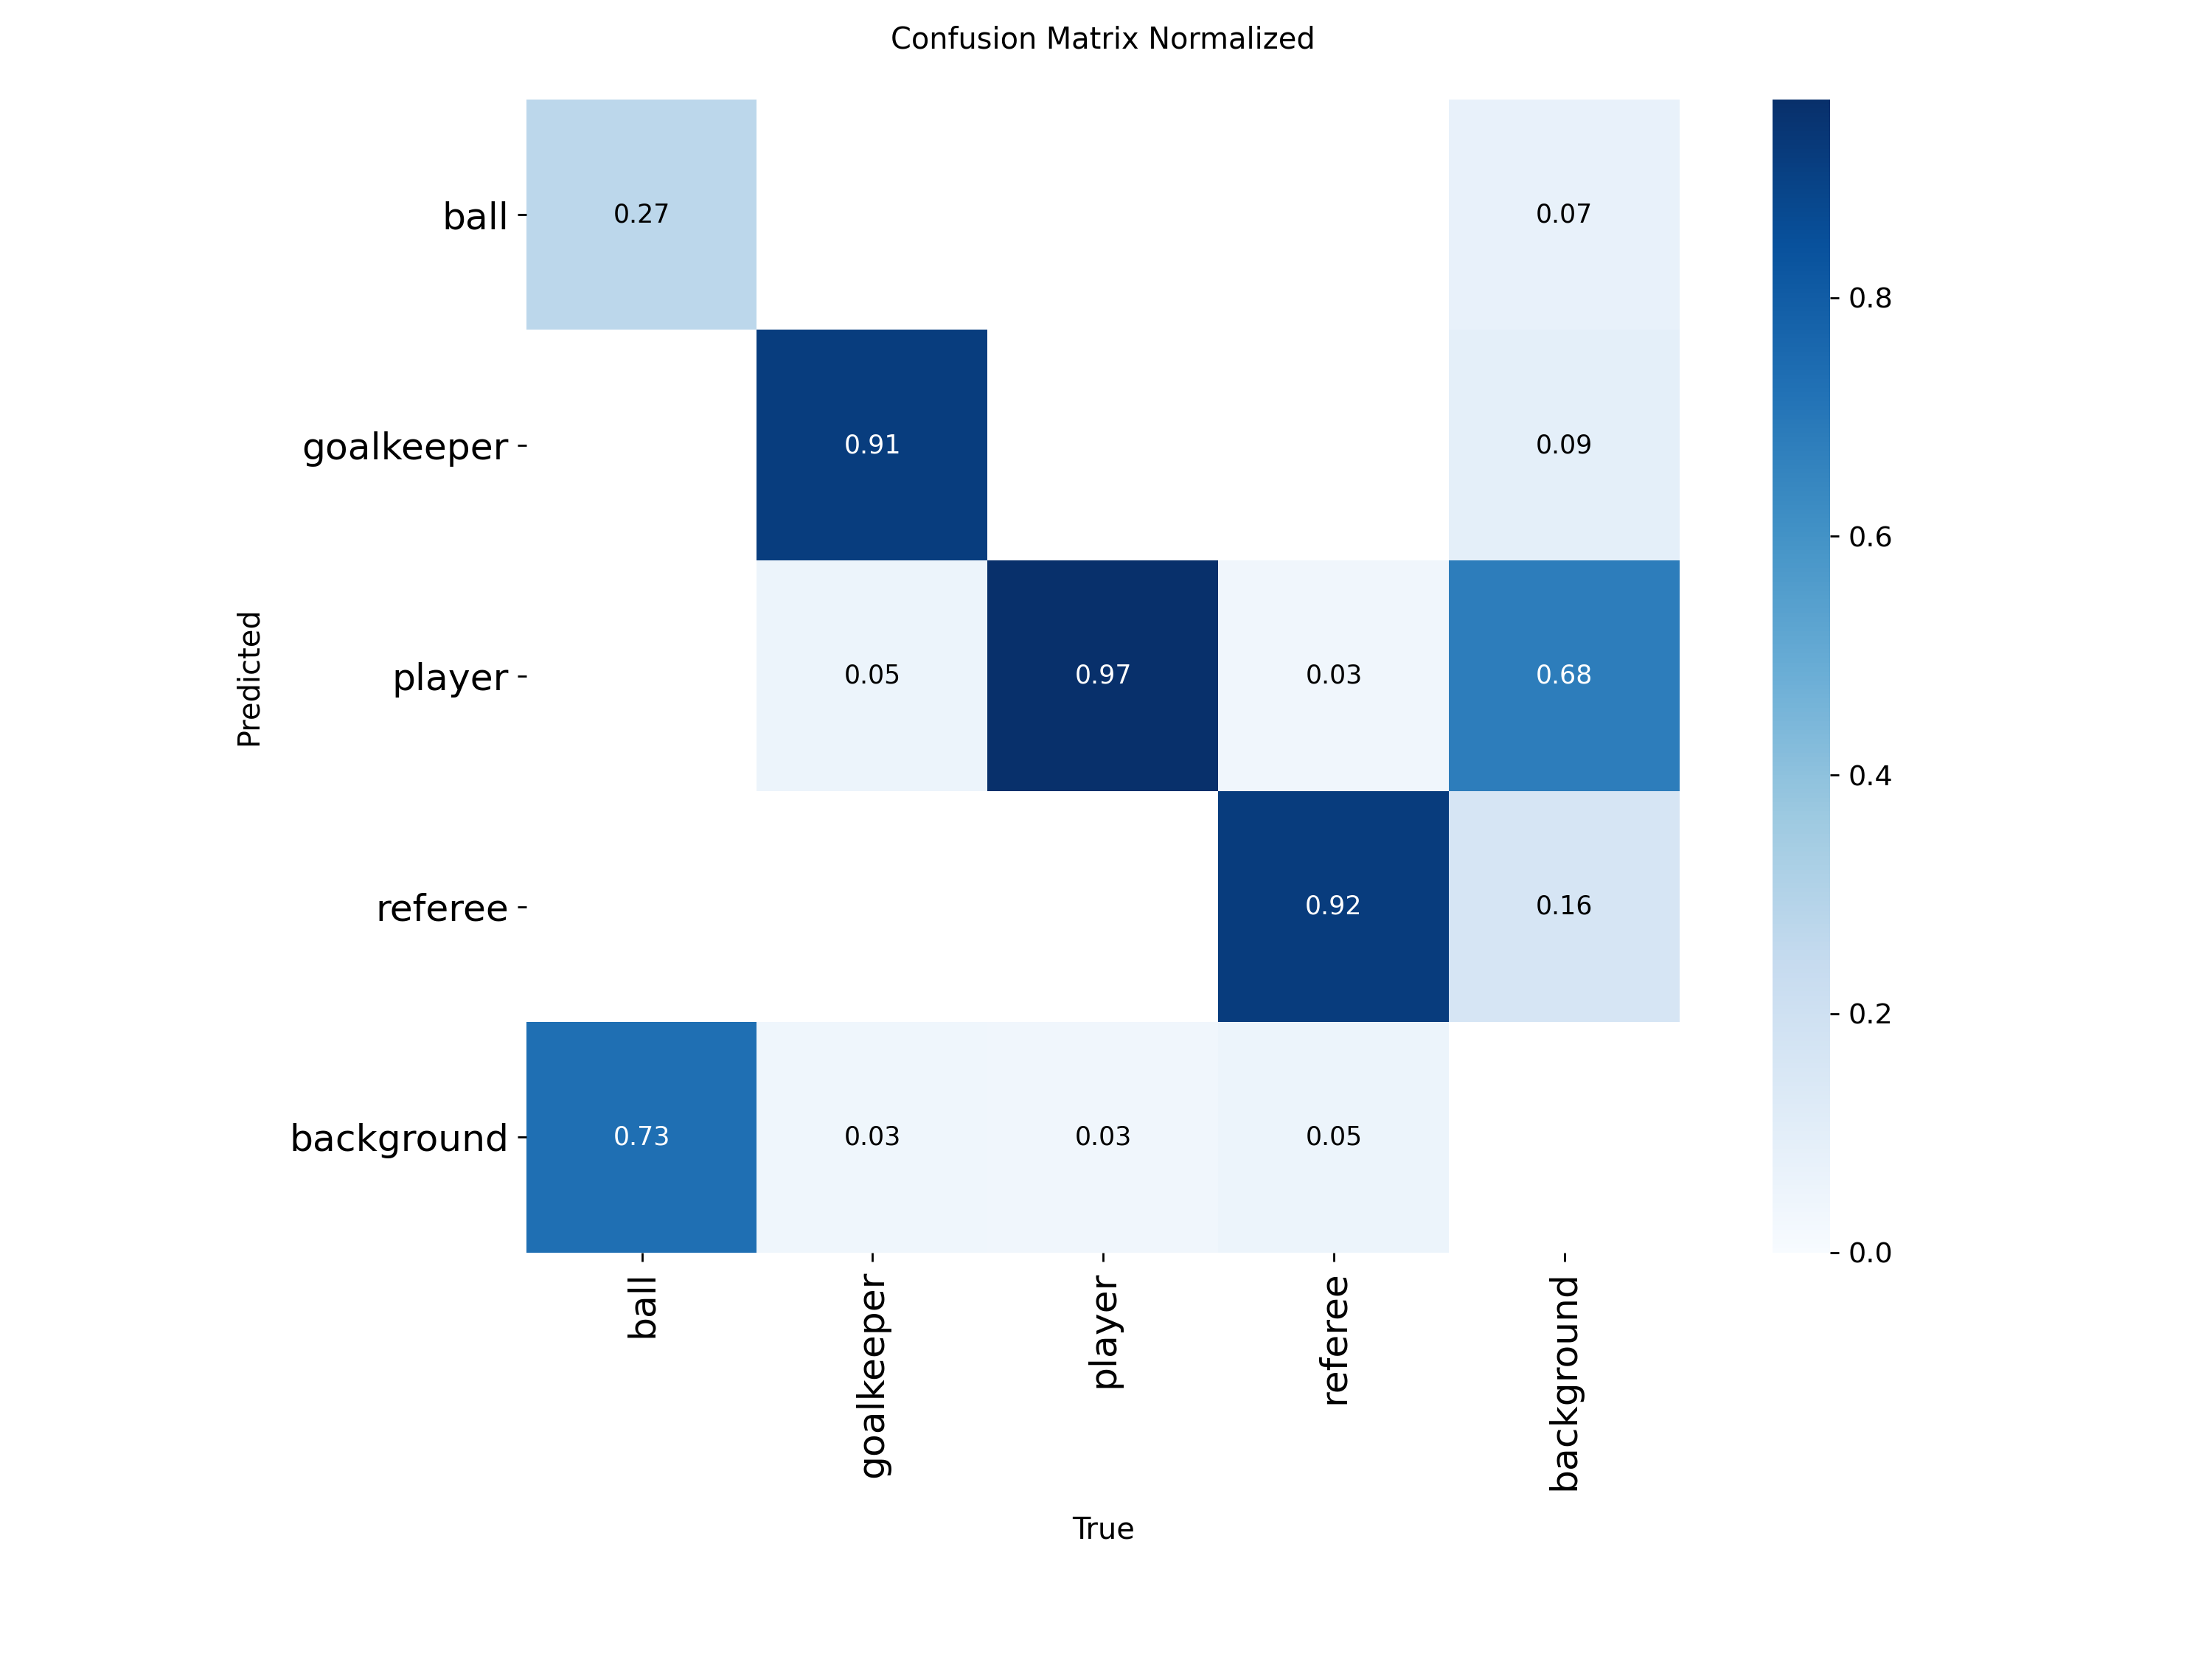 Confusion Matrix Normalized
ball
0.27
0.07
0.8
goalkeeper
0.91
0.09
0.6
Predicted
player
0.05
0.97
0.03
0.68
0.4
referee
0.92
0.16
0.2
background
0.73
0.03
0.03
0.05
0.0
ball
goalkeeper
player
referee
background
True